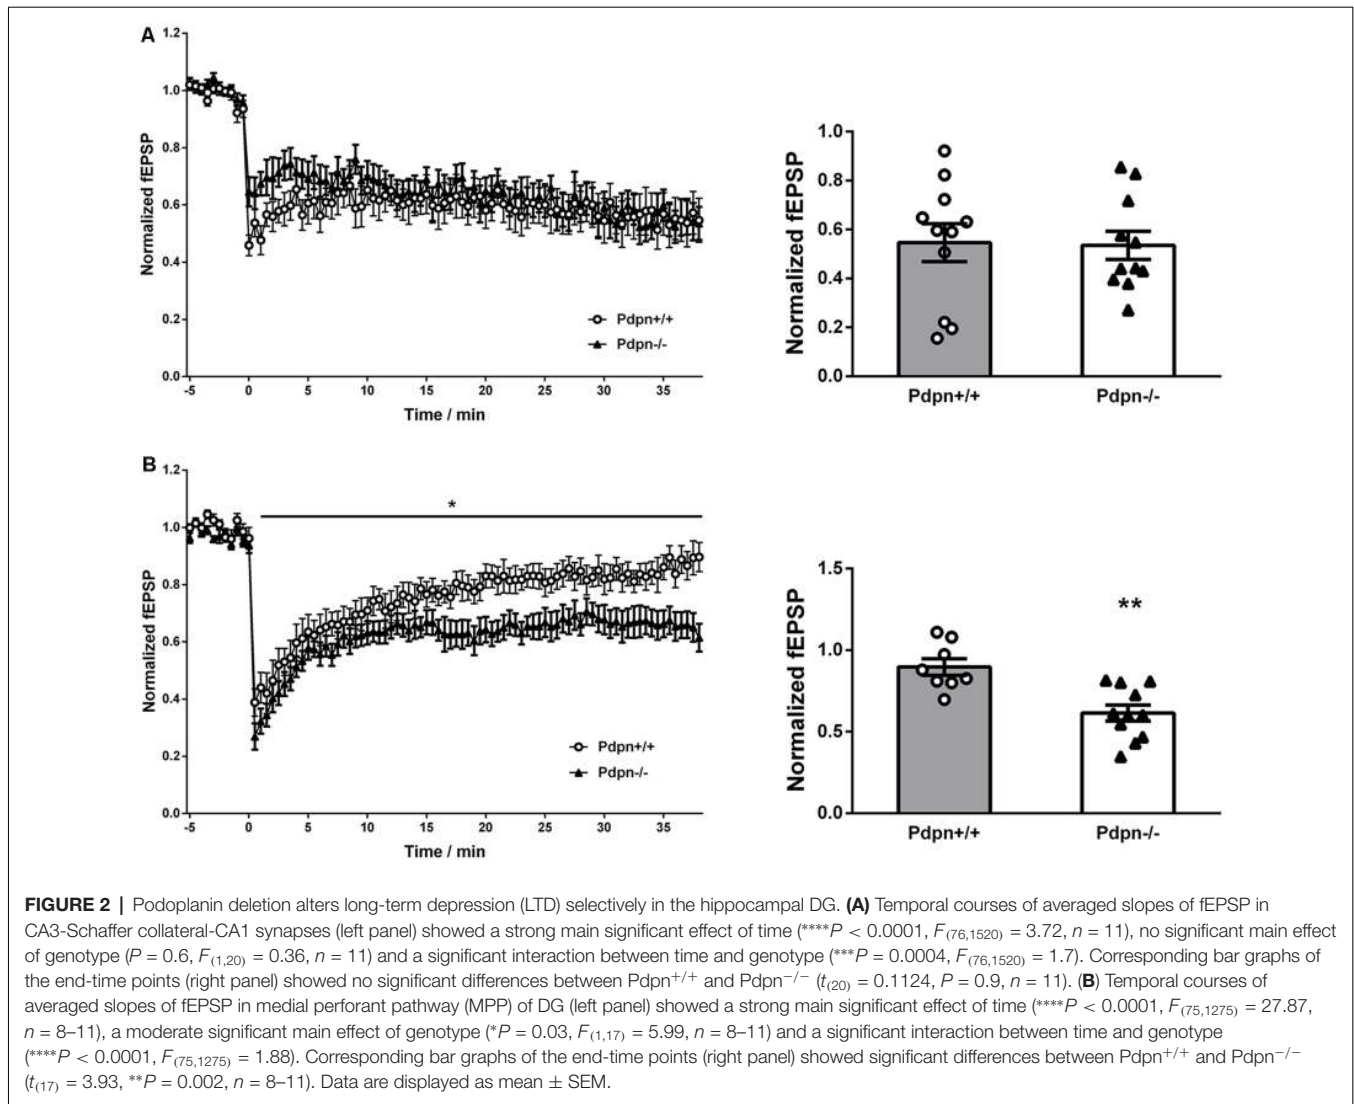 A
1.2
1.0
0.8
0.6
0.4
0.2
0.0
Normalized fEPSP
-5 0 5 10 15 20 25 30 35
Time / min
Pdpn+/+
Pdpn-/-
1.0
0.8
0.6
0.4
0.2
0.0
Normalized fEPSP
Pdpn+/+ Pdpn-/-
B
1.2
1.0
0.8
0.6
0.4
0.2
0.0
Normalized fEPSP
*
-5 0 5 10 15 20 25 30 35
Time / min
Pdpn+/+
Pdpn-/-
1.5
1.0
0.5
0.0
Normalized fEPSP
**
Pdpn+/+ Pdpn-/-
FIGURE 2 | Podoplanin deletion alters long-term depression (LTD) selectively in the hippocampal DG. (A) Temporal courses of averaged slopes of fEPSP in
CA3-Schaffer collateral-CA1 synapses (left panel) showed a strong main significant effect of time (****P < 0.0001, F(76,1520) = 3.72, n = 11), no significant main effect
of genotype (P = 0.6, F(1,20) = 0.36, n = 11) and a significant interaction between time and genotype (***P = 0.0004, F(76,1520) = 1.7). Corresponding bar graphs of
the end-time points (right panel) showed no significant differences between Pdpn+/+ and Pdpn−/− (t(20) = 0.1124, P = 0.9, n = 11). (B) Temporal courses of
averaged slopes of fEPSP in medial perforant pathway (MPP) of DG (left panel) showed a strong main significant effect of time (****P < 0.0001, F(75,1275) = 27.87,
n = 8–11), a moderate significant main effect of genotype (*P = 0.03, F(1,17) = 5.99, n = 8–11) and a significant interaction between time and genotype
(****P < 0.0001, F(75,1275) = 1.88). Corresponding bar graphs of the end-time points (right panel) showed significant differences between Pdpn+/+ and Pdpn−/−
(t(17) = 3.93, **P = 0.002, n = 8–11). Data are displayed as mean ± SEM.